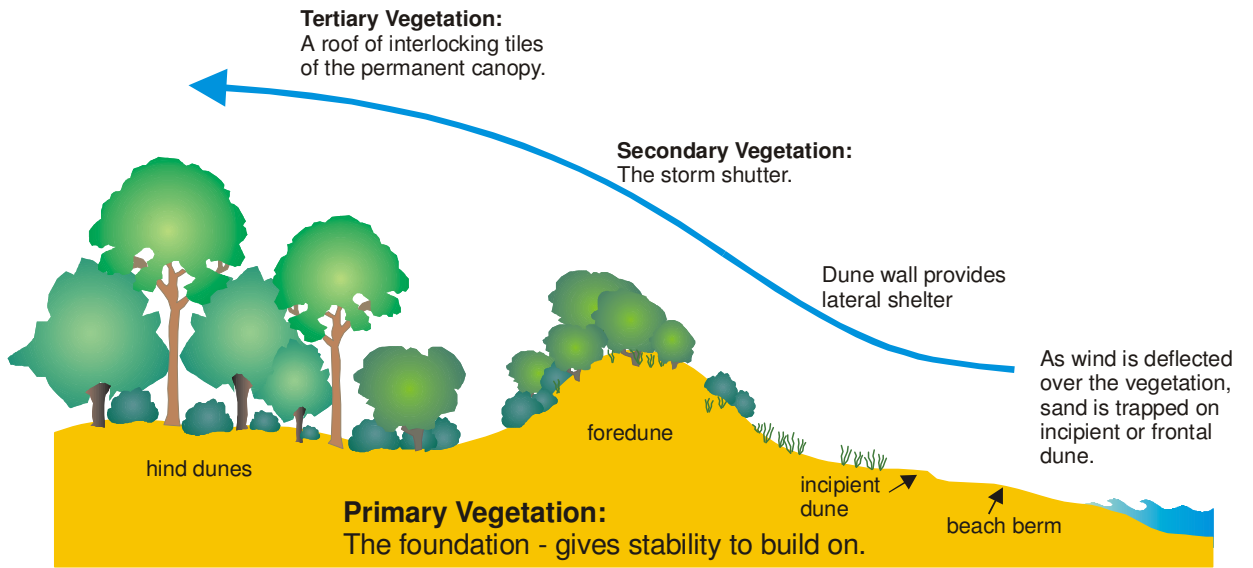 Tertiary Vegetation:
A roof of interlocking tiles
of the permanent canopy.
Secondary Vegetation:
The storm shutter.
Dune wall provides
lateral shelter
As wind is deflected
over the vegetation,
sand is trapped on
incipient or frontal
dune.
foredune
hind dunes
incipient
dune
beach berm
Primary Vegetation:
The foundation - gives stability to build on.